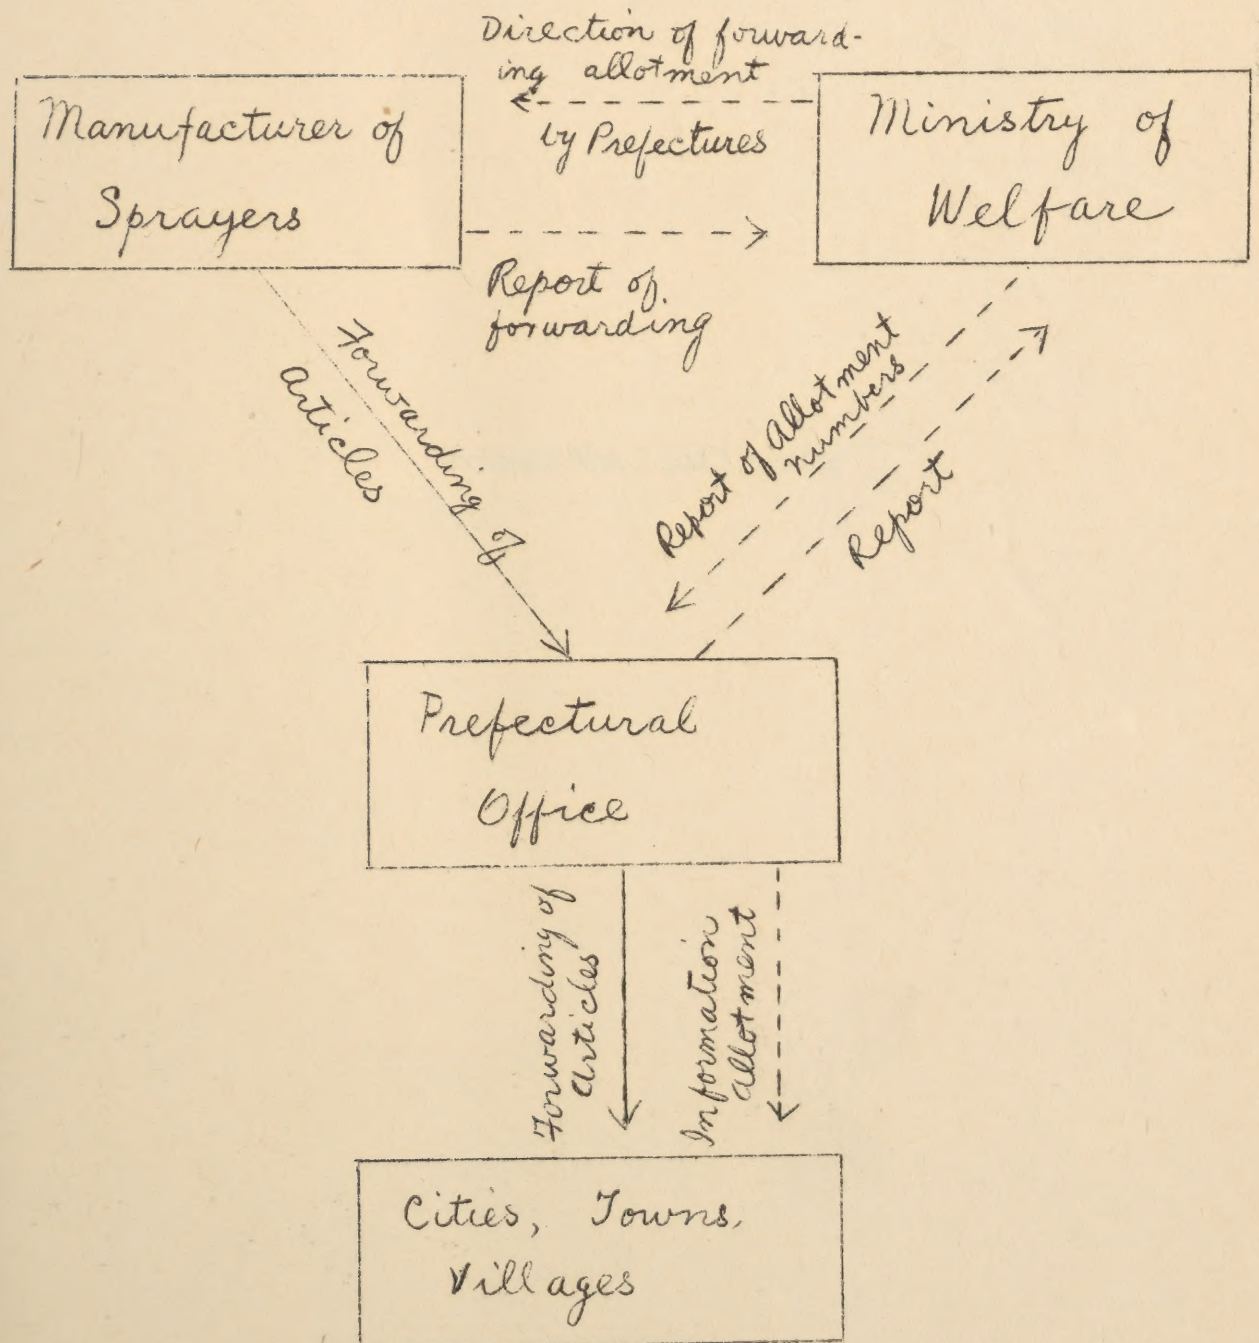 Direction of forward-
ing allotment
by Prefectures
Manufacturer of
Sprayers
Ministry of
Welfare
Report of
forwarding
Forwarding of
Articles
Report of Allotment
numbers
Report
Prefectural
Office
Forwarding of
Articles
Information
Allotment
Cities, Towns,
Villages